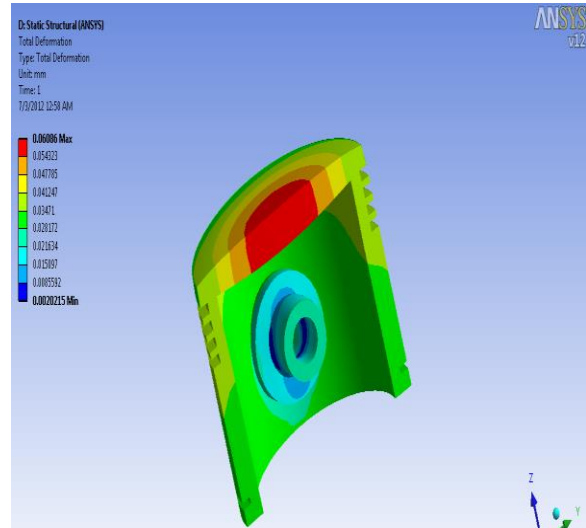 D: Static Structural (ANSYS)
Total Deformation
Type: Total Deformation
Unit: mm
Time: 1
7/3/2012 12:58 AM
ANSYS
v12
0.06086 Max
0.054323
0.047785
0.041247
0.03471
0.028172
0.021634
0.015097
0.0085592
0.0020215 Min
Z
Y